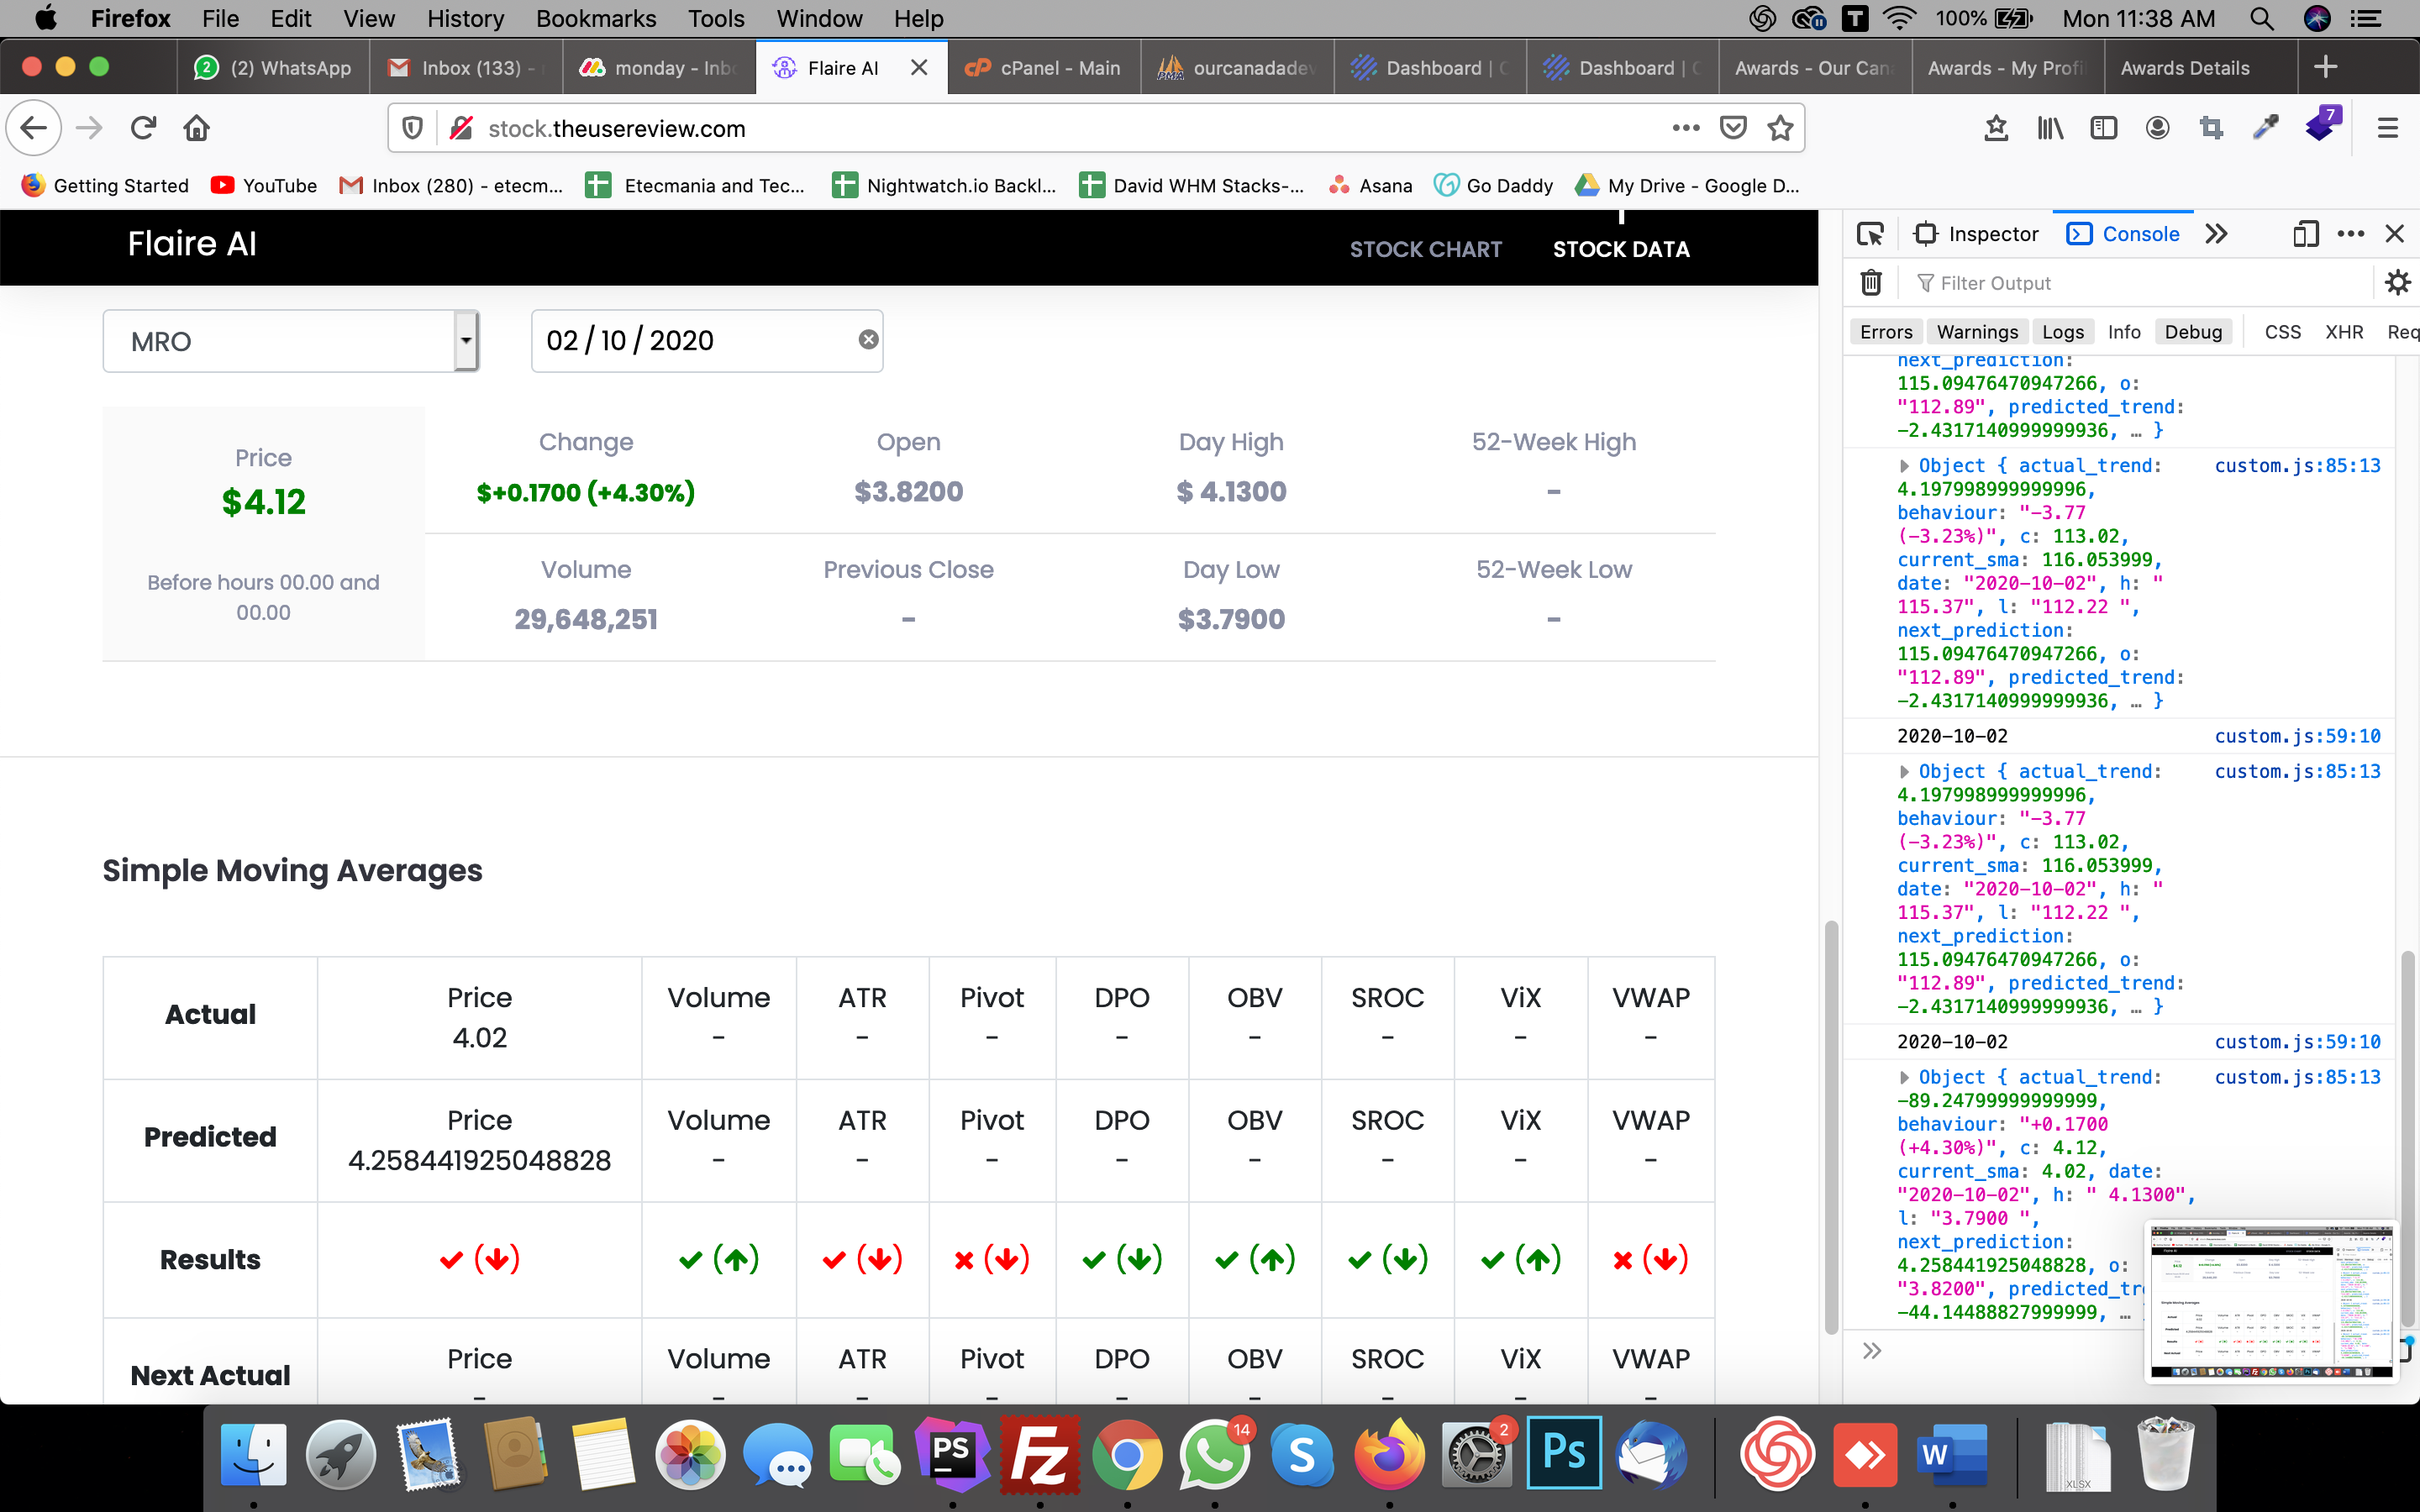 Firefox File Edit View History Bookmarks Tools Window Help 100% Mon 11:38 AM
(2) WhatsApp Inbox (133) - monday - Inb Flaire AI cPanel - Main ourcanadadev Dashboard | C Dashboard | C Awards - Our Can Awards - My Profi Awards Details
stock.theusereview.com 7
Getting Started YouTube Inbox (280) - etecm... Etecmania and Tec... Nightwatch.io Backl... David WHM Stacks-... Asana Go Daddy My Drive - Google D...
Flaire AI STOCK CHART STOCK DATA
MRO 02 / 10 / 2020
Price
$4.12
Before hours 00.00 and
00.00
Change Open Day High 52-Week High
$+0.1700 (+4.30%) $3.8200 $ 4.1300 -
Volume Previous Close Day Low 52-Week Low
29,648,251 - $3.7900 -
Simple Moving Averages
Actual Price Volume ATR Pivot DPO OBV SROC ViX VWAP
4.02 - - - - - - - -
Predicted Price Volume ATR Pivot DPO OBV SROC ViX VWAP
4.258441925048828 - - - - - - - -
Results ✓ (↓) ✓ (↑) ✓ (↓) ✗ (↓) ✓ (↓) ✓ (↑) ✓ (↓) ✓ (↑) ✗ (↓)
Next Actual Price Volume ATR Pivot DPO OBV SROC ViX VWAP
- - - - - - - - -
Inspector Console
Filter Output
Errors Warnings Logs Info Debug CSS XHR Req
next_prediction:
115.09476470947266, o:
"112.89", predicted_trend:
-2.4317140999999936, … }
Object { actual_trend: custom.js:85:13
4.197998999999996,
behaviour: "-3.77
(-3.23%)", c: 113.02,
current_sma: 116.053999,
date: "2020-10-02", h: "
115.37", l: "112.22 ",
next_prediction:
115.09476470947266, o:
"112.89", predicted_trend:
-2.4317140999999936, … }
2020-10-02 custom.js:59:10
Object { actual_trend: custom.js:85:13
4.197998999999996,
behaviour: "-3.77
(-3.23%)", c: 113.02,
current_sma: 116.053999,
date: "2020-10-02", h: "
115.37", l: "112.22 ",
next_prediction:
115.09476470947266, o:
"112.89", predicted_trend:
-2.4317140999999936, … }
2020-10-02 custom.js:59:10
Object { actual_trend: custom.js:85:13
-89.24799999999999,
behaviour: "+0.1700
(+4.30%)", c: 4.12,
current_sma: 4.02, date:
"2020-10-02", h: " 4.1300",
l: "3.7900 ",
next_prediction:
4.258441925048828, o:
"3.8200", predicted_tre
-44.14488827999999, …
PS Fz 14 S 2 Ps W XLSX